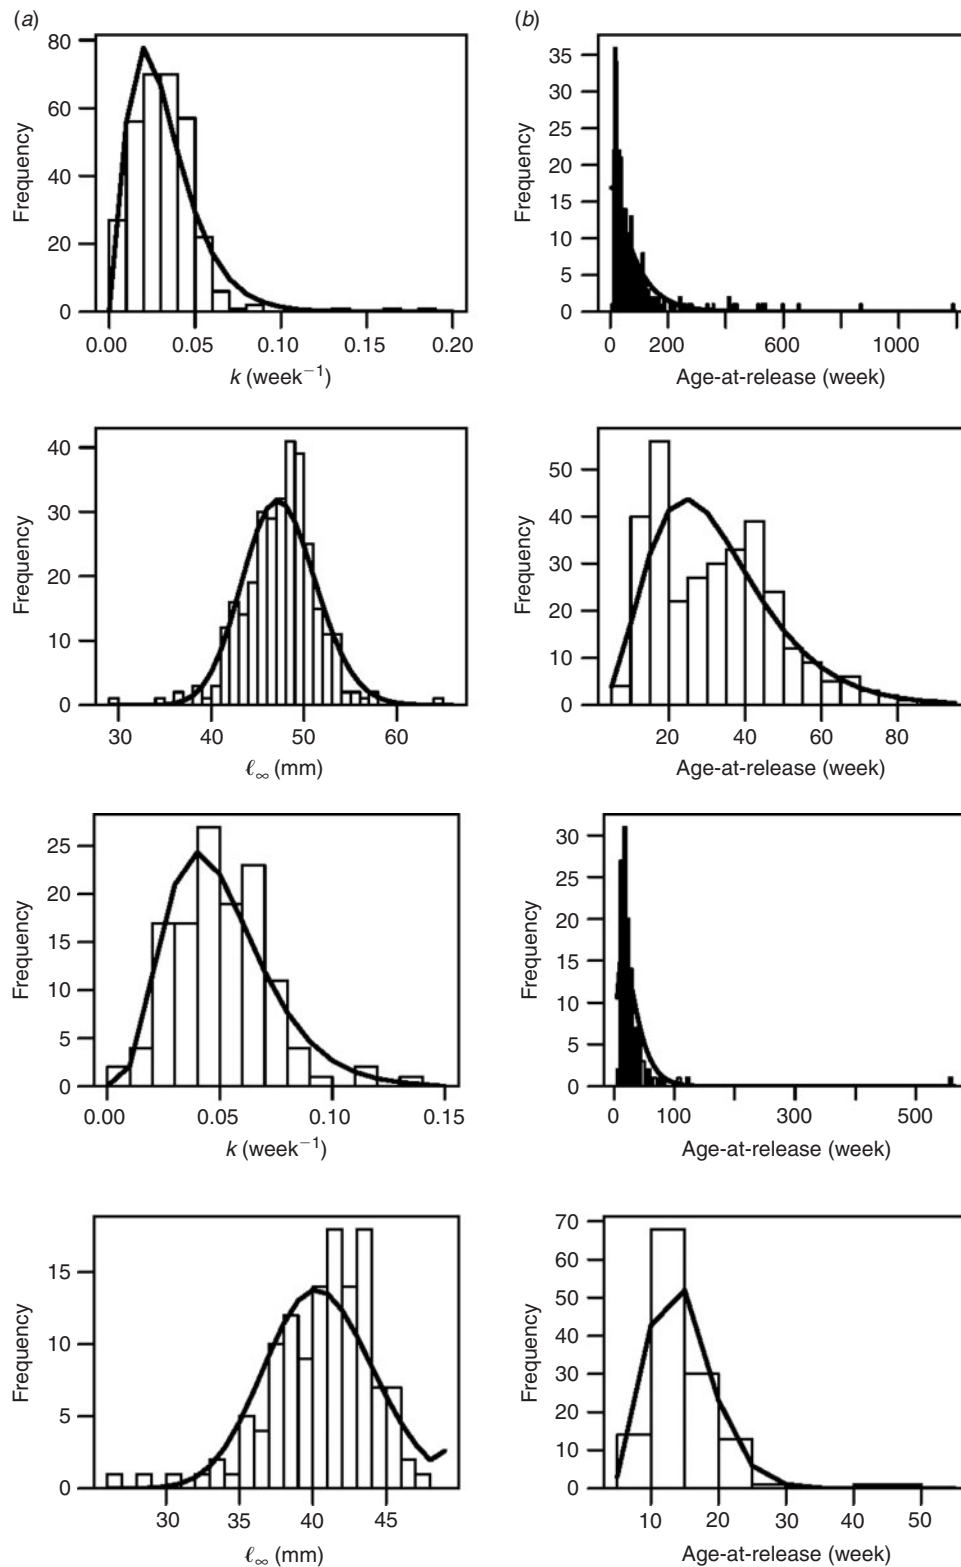 (a)
80
60
40
20
0
Frequency
0.00 0.05 0.10 0.15 0.20
k (week−1)
(b)
35
30
25
20
15
10
5
0
Frequency
0 200 600 1000
Age-at-release (week)
40
30
20
10
0
Frequency
30 40 50 60
ℓ∞ (mm)
50
40
30
20
10
0
Frequency
20 40 60 80
Age-at-release (week)
25
20
15
10
5
0
Frequency
0.00 0.05 0.10 0.15
k (week−1)
30
25
20
15
10
5
0
Frequency
0 100 300 500
Age-at-release (week)
15
10
5
0
Frequency
30 35 40 45
ℓ∞ (mm)
70
60
50
40
30
20
10
0
Frequency
10 20 30 40 50
Age-at-release (week)